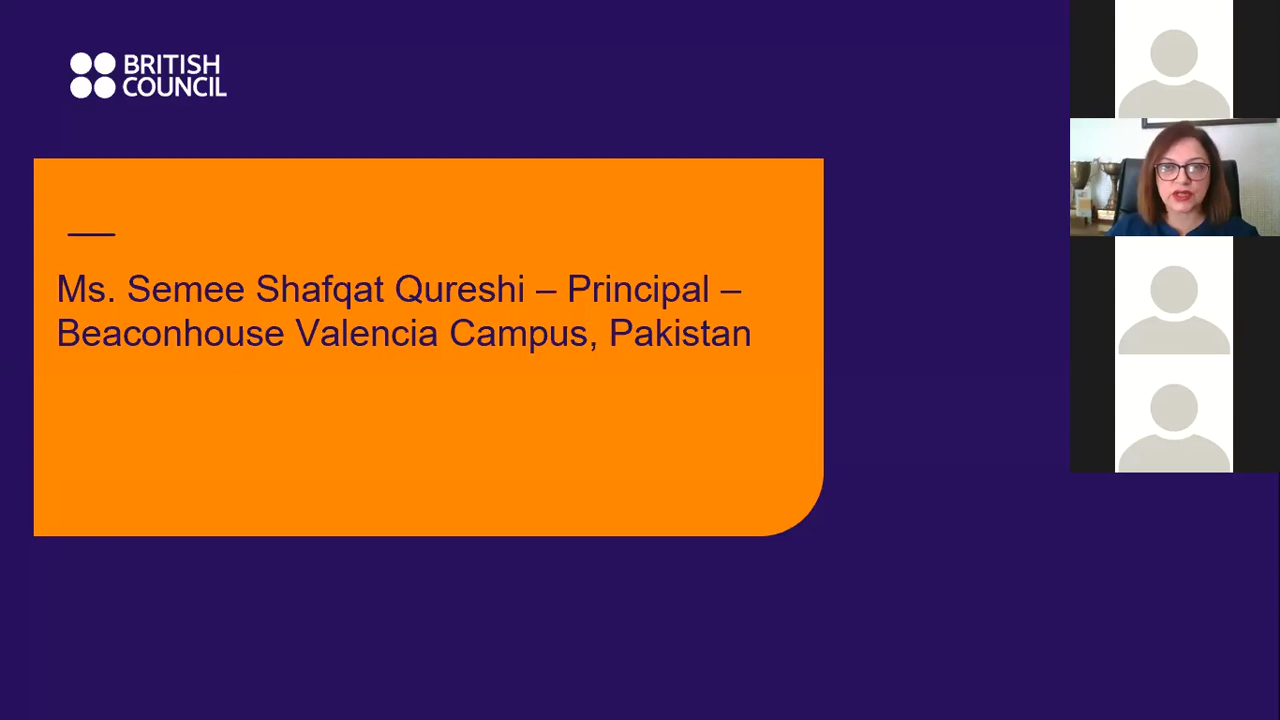 BRITISH
COUNCIL
Ms. Semee Shafqat Qureshi – Principal –
Beaconhouse Valencia Campus, Pakistan